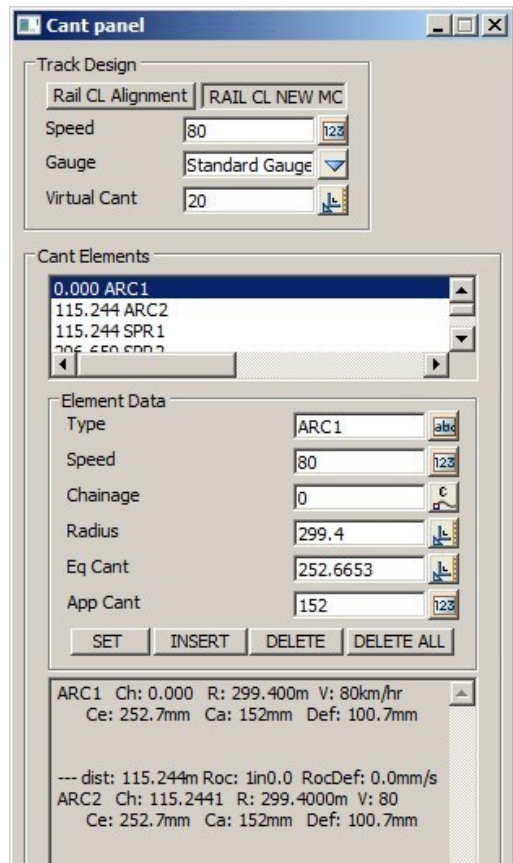 Cant panel
Track Design
Rail CL Alignment RAIL CL NEW MC
Speed 80 123
Gauge Standard Gauge
Virtual Cant 20
Cant Elements
0.000 ARC1
115.244 ARC2
115.244 SPR1
Element Data
Type ARC1 abc
Speed 80 123
Chainage 0 C
Radius 299.4
Eq Cant 252.6653
App Cant 152 123
SET INSERT DELETE DELETE ALL
ARC1 Ch: 0.000 R: 299.400m V: 80km/hr
Ce: 252.7mm Ca: 152mm Def: 100.7mm
--- dist: 115.244m Roc: 1in0.0 RocDef: 0.0mm/s
ARC2 Ch: 115.2441 R: 299.4000m V: 80
Ce: 252.7mm Ca: 152mm Def: 100.7mm